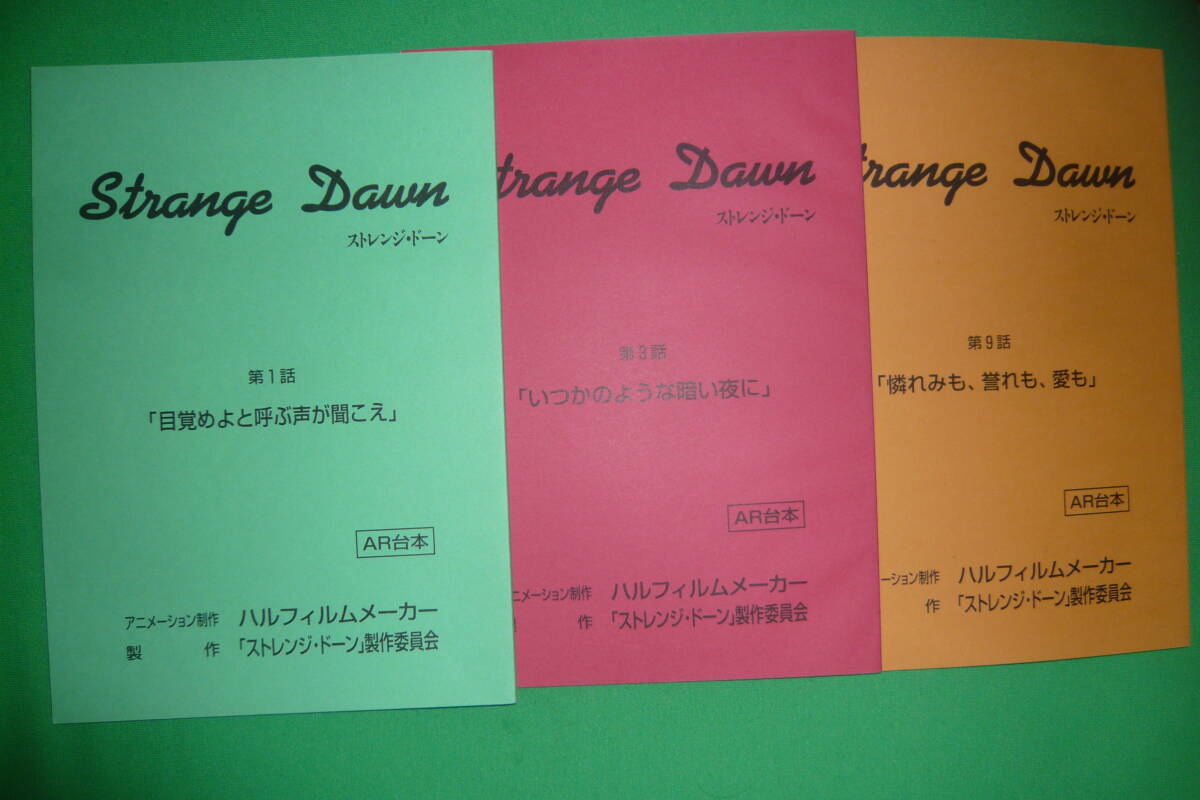 Strange Dawn
ストレンジ・ドーン
第1話
「目覚めよと呼ぶ声が聞こえ」
AR台本
アニメーション制作 ハルフィルムメーカー
製 作 「ストレンジ・ドーン」製作委員会
trange Dawn
ストレンジ・ドーン
第3話
「いつかのような暗い夜に」
AR台本
ニメーション制作 ハルフィルムメーカー
作 「ストレンジ・ドーン」製作委員会
range Dawn
ストレンジ・ドーン
第9話
「憐れみも、誉れも、愛も」
AR台本
ーション制作 ハルフィルムメーカー
作 「ストレンジ・ドーン」製作委員会